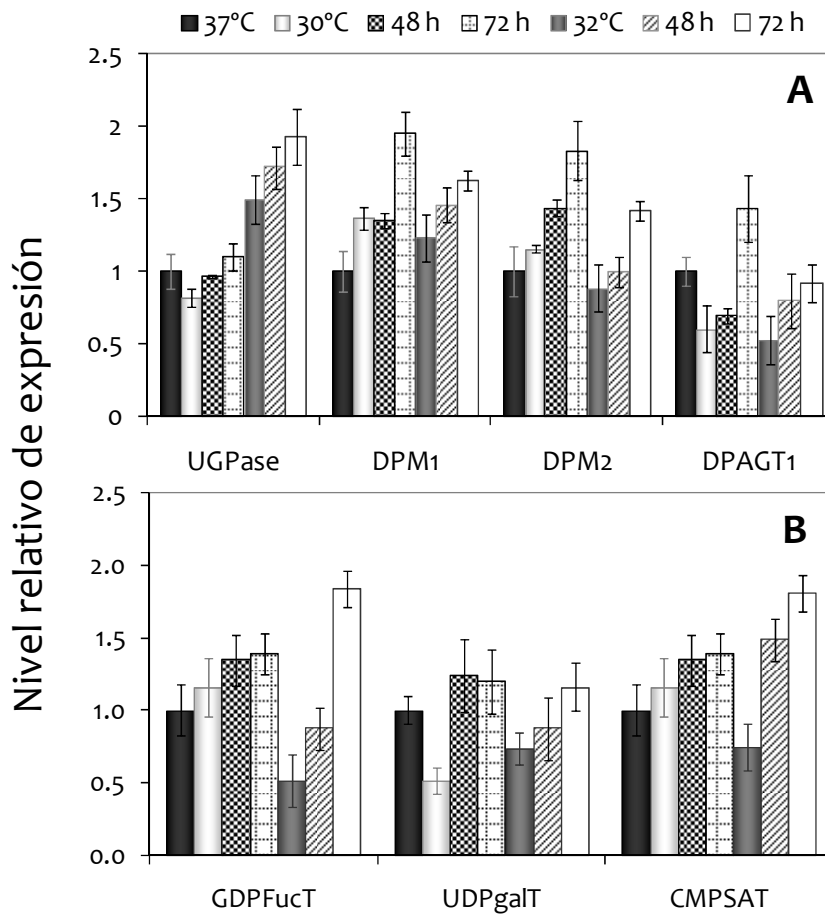 37°C 30°C 48 h 72 h 32°C 48 h 72 h
A
2.5
2
1.5
1
0.5
0
UGPase DPM1 DPM2 DPAGT1
Nivel relativo de expresión
B
2.5
2.0
1.5
1.0
0.5
0.0
GDPFucT UDPgalT CMPSAT